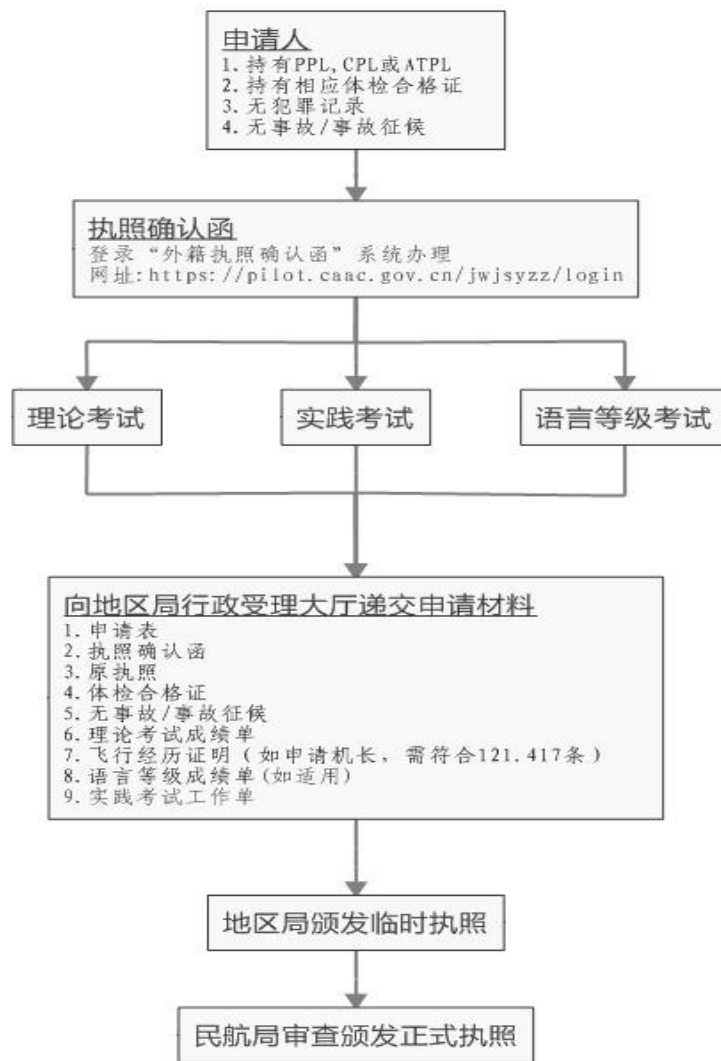 申请人
1.持有PPL,CPL或ATPL
2.持有相应体检合格证
3.无犯罪记录
4.无事故/事故征候
执照确认函
登录“外籍执照确认函”系统办理
网址:https://pilot.caac.gov.cn/jwjsyzz/login
理论考试
实践考试
语言等级考试
向地区局行政受理大厅递交申请材料
1.申请表
2.执照确认函
3.原执照
4.体检合格证
5.无事故/事故征候
6.理论考试成绩单
7.飞行经历证明（如申请机长，需符合121.417条）
8.语言等级成绩单(如适用)
9.实践考试工作单
地区局颁发临时执照
民航局审查颁发正式执照